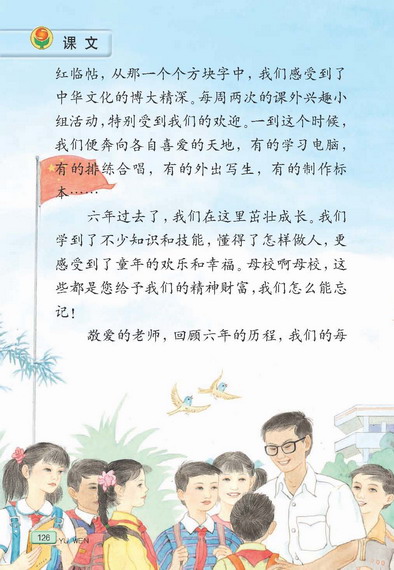 课文
红临帖，从那一个个方块字中，我们感受到了
中华文化的博大精深。每周两次的课外兴趣小
组活动，特别受到我们的欢迎。一到这个时候，
我们便奔向各自喜爱的天地，有的学习电脑，
有的排练合唱，有的外出写生，有的制作标
本……
六年过去了，我们在这里茁壮成长。我们
学到了不少知识和技能，懂得了怎样做人，更
感受到了童年的欢乐和幸福。母校啊母校，这
些都是您给予我们的精神财富，我们怎么能忘
记！
敬爱的老师，回顾六年的历程，我们的每
126
YU WEN